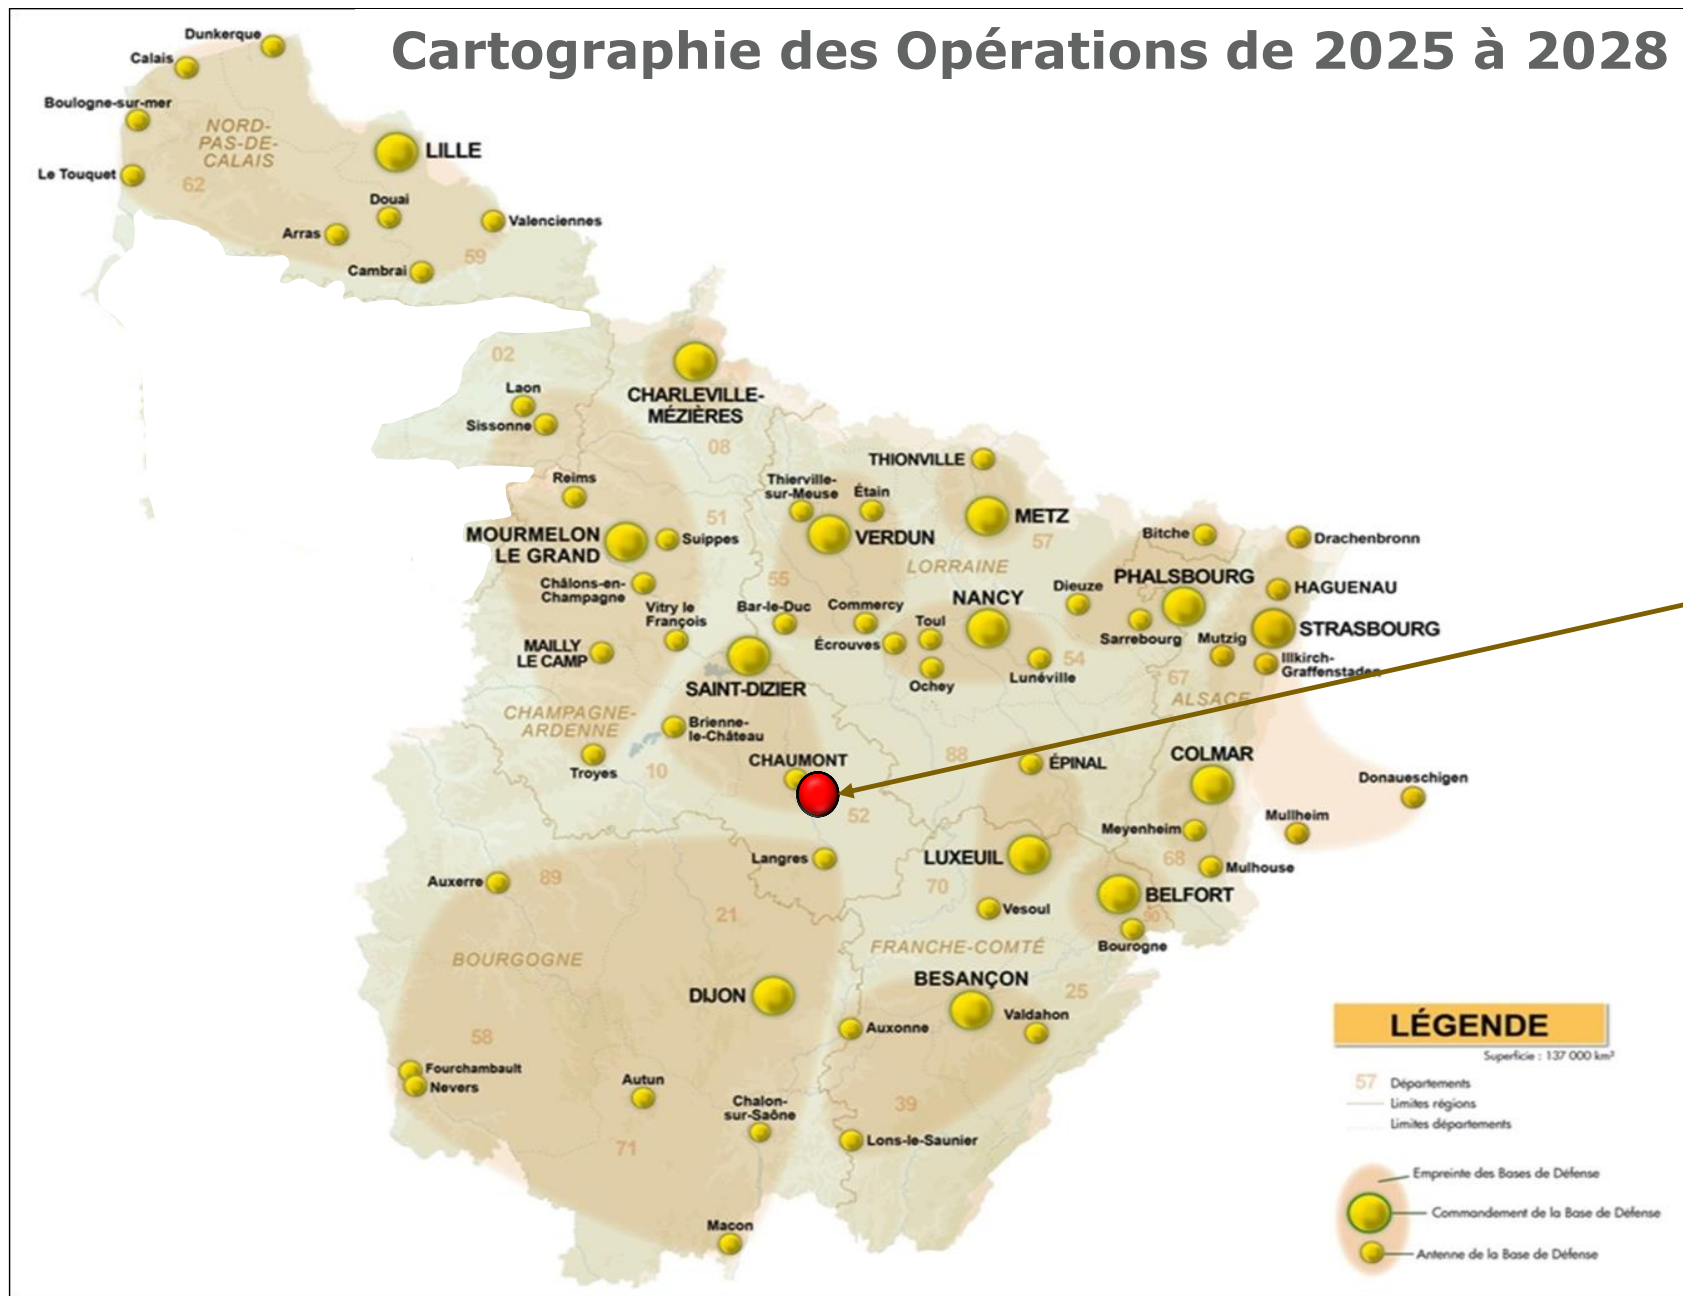 Cartographie des Opérations de 2025 à 2028
Dunkerque
Calais
Boulogne-sur-mer
NORD-
PAS-DE-
CALAIS
LILLE
Le Touquet
62
Douai
Valenciennes
Arras
59
Cambrai
02
Laon
CHARLEVILLE-
MÉZIÈRES
Sissonne
08
THIONVILLE
Reims
Thierville-
sur-Meuse
Étain
51
METZ
MOURMELON
LE GRAND
Suippes
VERDUN
57
Bitche
Drachenbronn
LORRAINE
55
Châlons-en-
Champagne
Dieuze
PHALSBOURG
HAGUENAU
Vitry le
François
Bar-le-Duc
Commercy
NANCY
Toul
STRASBOURG
Écrouves
Sarrebourg
Mutzig
MAILLY
LE CAMP
54
Illkirch-
Graffenstaden
Lunéville
Ochey
67
SAINT-DIZIER
ALSACE
CHAMPAGNE-
ARDENNE
Brienne-
le-Château
88
COLMAR
CHAUMONT
ÉPINAL
Troyes
10
Donaueschigen
52
Mullheim
Meyenheim
Langres
LUXEUIL
68
Mulhouse
Auxerre
89
70
BELFORT
Vesoul
21
90
Bourogne
FRANCHE-COMTÉ
BOURGOGNE
BESANÇON
DIJON
25
Valdahon
Auxonne
58
Fourchambault
Nevers
Autun
Chalon-
sur-Saône
39
71
Lons-le-Saunier
Macon
LÉGENDE
Superficie : 137 000 km²
57 Départements
Limites régions
Limites départements
Empreinte des Bases de Défense
Commandement de la Base de Défense
Antenne de la Base de Défense